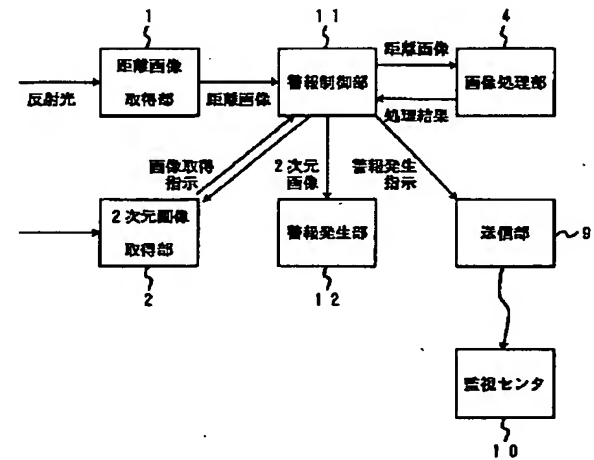 1
11
4
距離画像
取得部
警報制御部
画像処理部
反射光
距離画像
距離画像
処理結果
画像取得
指示
2次元
画像
警報発生
指示
2次元画像
取得部
警報発生部
送信部
9
2
12
監視センタ
10